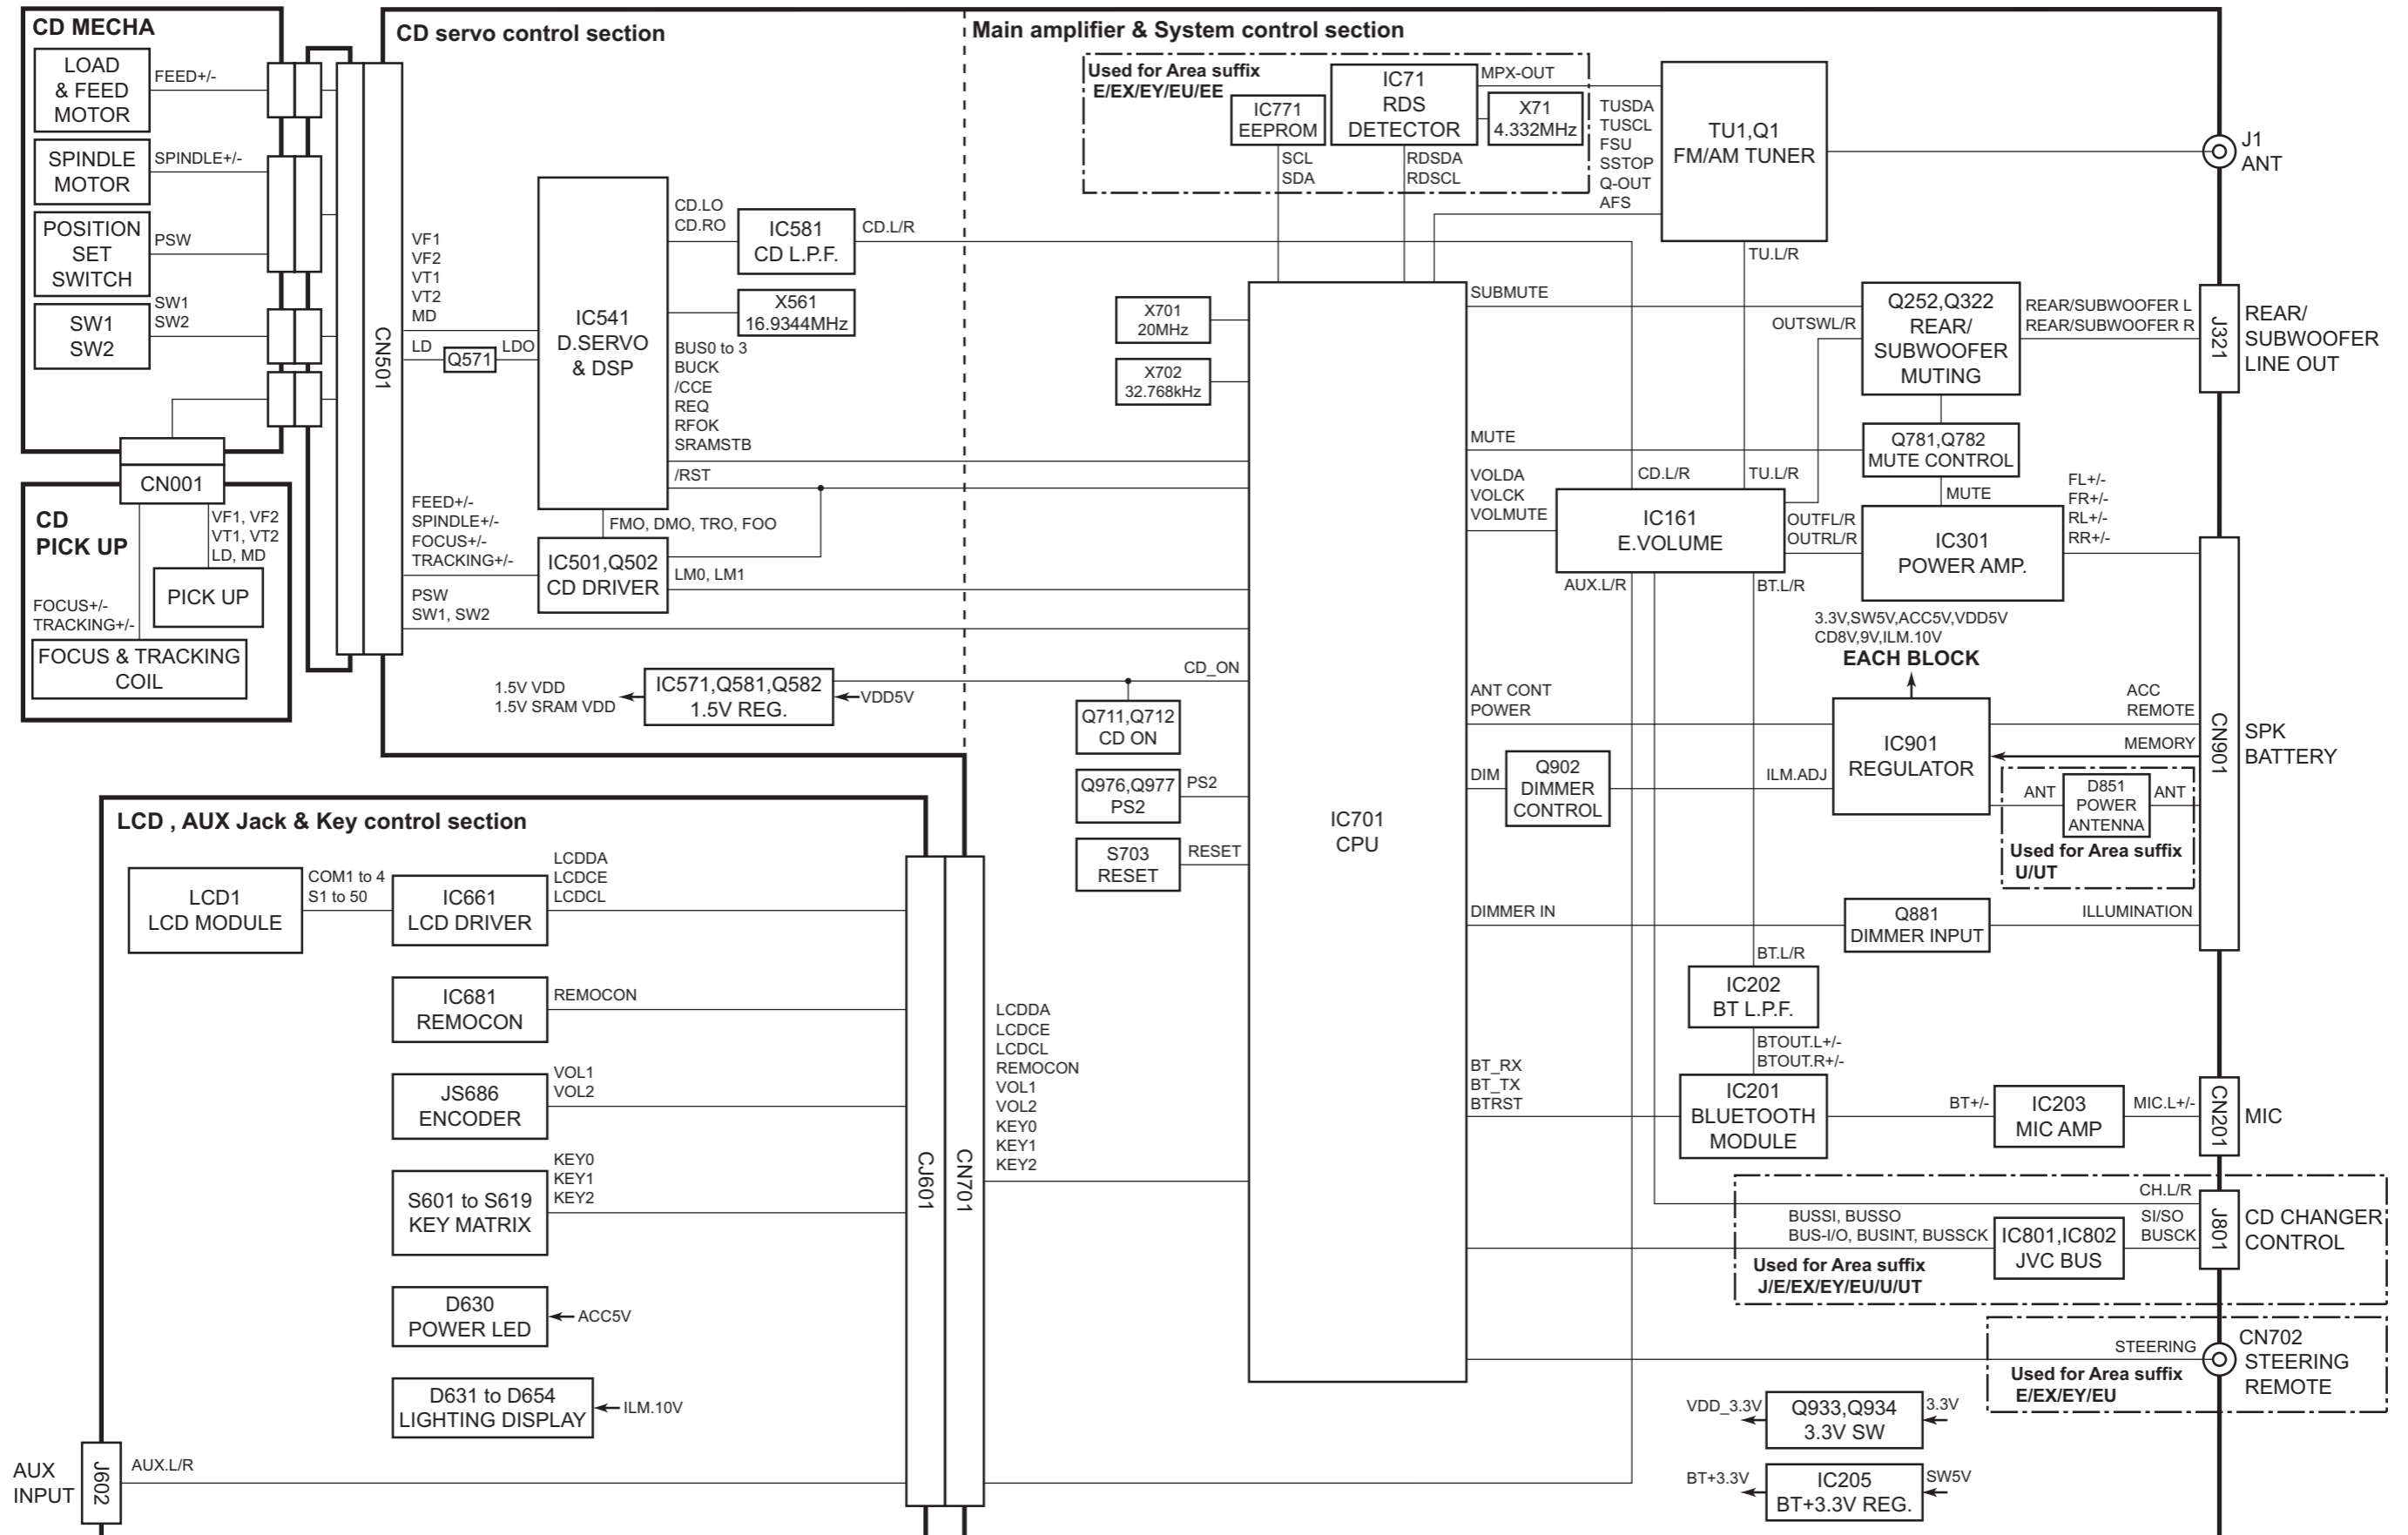 CD MECHA
LOAD
& FEED
MOTOR
FEED+/-
SPINDLE
MOTOR
SPINDLE+/-
POSITION
SET
SWITCH
PSW
SW1
SW2
SW1
SW2
CN001
CD
PICK UP
VF1, VF2
VT1, VT2
LD, MD
PICK UP
FOCUS+/-
TRACKING+/-
FOCUS & TRACKING
COIL
CD servo control section
CN501
VF1
VF2
VT1
VT2
MD
LD
Q571
LDO
IC541
D.SERVO
& DSP
CD.LO
CD.RO
IC581
CD L.P.F.
CD.L/R
X561
16.9344MHz
BUS0 to 3
BUCK
/CCE
REQ
RFOK
SRAMSTB
/RST
FMO, DMO, TRO, FOO
FEED+/-
SPINDLE+/-
FOCUS+/-
TRACKING+/-
IC501,Q502
CD DRIVER
LM0, LM1
PSW
SW1, SW2
1.5V VDD
1.5V SRAM VDD
IC571,Q581,Q582
1.5V REG.
VDD5V
CD_ON
Main amplifier & System control section
Used for Area suffix
E/EX/EY/EU/EE
IC771
EEPROM
SCL
SDA
IC71
RDS
DETECTOR
MPX-OUT
X71
4.332MHz
RDSDA
RDSCL
TUSDA
TUSCL
FSU
SSTOP
Q-OUT
AFS
TU1,Q1
FM/AM TUNER
J1
ANT
TU.L/R
X701
20MHz
X702
32.768kHz
SUBMUTE
OUTSWL/R
Q252,Q322
REAR/
SUBWOOFER
MUTING
REAR/SUBWOOFER L
REAR/SUBWOOFER R
J321
REAR/
SUBWOOFER
LINE OUT
MUTE
Q781,Q782
MUTE CONTROL
MUTE
VOLDA
VOLCK
VOLMUTE
CD.L/R
TU.L/R
IC161
E.VOLUME
OUTFL/R
OUTRL/R
IC301
POWER AMP.
FL+/-
FR+/-
RL+/-
RR+/-
AUX.L/R
BT.L/R
3.3V,SW5V,ACC5V,VDD5V
CD8V,9V,ILM.10V
EACH BLOCK
Q711,Q712
CD ON
Q976,Q977
PS2
PS2
S703
RESET
RESET
IC701
CPU
ANT CONT
POWER
IC901
REGULATOR
ACC
REMOTE
MEMORY
CN901
SPK
BATTERY
DIM
Q902
DIMMER
CONTROL
ILM.ADJ
ANT
D851
POWER
ANTENNA
ANT
Used for Area suffix
U/UT
DIMMER IN
Q881
DIMMER INPUT
ILLUMINATION
BT.L/R
IC202
BT L.P.F.
BTOUT.L+/-
BTOUT.R+/-
BT_RX
BT_TX
BTRST
IC201
BLUETOOTH
MODULE
BT+/-
IC203
MIC AMP
MIC.L+/-
CN201
MIC
CH.L/R
BUSSI, BUSSO
BUS-I/O, BUSINT, BUSSCK
IC801,IC802
JVC BUS
SI/SO
BUSCK
J801
CD CHANGER
CONTROL
Used for Area suffix
J/E/EX/EY/EU/U/UT
STEERING
CN702
STEERING
REMOTE
Used for Area suffix
E/EX/EY/EU
VDD_3.3V
Q933,Q934
3.3V SW
3.3V
BT+3.3V
IC205
BT+3.3V REG.
SW5V
LCD , AUX Jack & Key control section
LCD1
LCD MODULE
COM1 to 4
S1 to 50
IC661
LCD DRIVER
LCDDA
LCDCE
LCDCL
IC681
REMOCON
REMOCON
JS686
ENCODER
VOL1
VOL2
S601 to S619
KEY MATRIX
KEY0
KEY1
KEY2
D630
POWER LED
ACC5V
D631 to D654
LIGHTING DISPLAY
ILM.10V
CJ601
CN701
LCDDA
LCDCE
LCDCL
REMOCON
VOL1
VOL2
KEY0
KEY1
KEY2
AUX
INPUT
J602
AUX.L/R